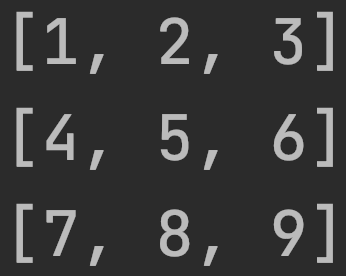 [1, 2, 3]
[4, 5, 6]
[7, 8, 9]